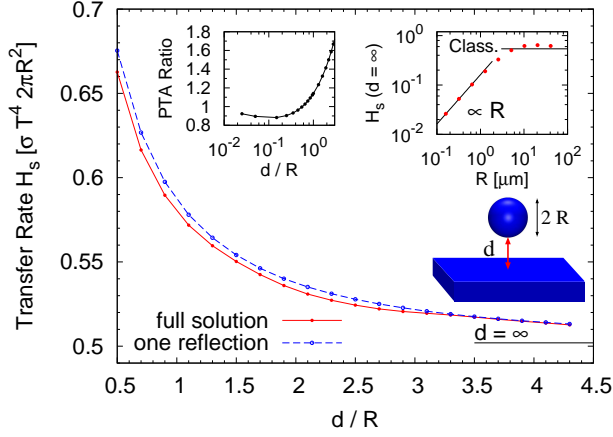 Transfer Rate H_s [σ T^4 2πR^2]
0.65
0.6
0.55
0.5
0.5 1 1.5 2 2.5 3 3.5 4 4.5
d / R
full solution
one reflection
d = ∞
PTA Ratio
1.8
1.6
1.4
1.2
1
0.8
10^-2 10^-1 10^0
d / R
H_s (d = ∞)
10^0
10^-1
10^-2
10^-1 10^0 10^1 10^2
R [μm]
Class.
∝ R
2 R
d